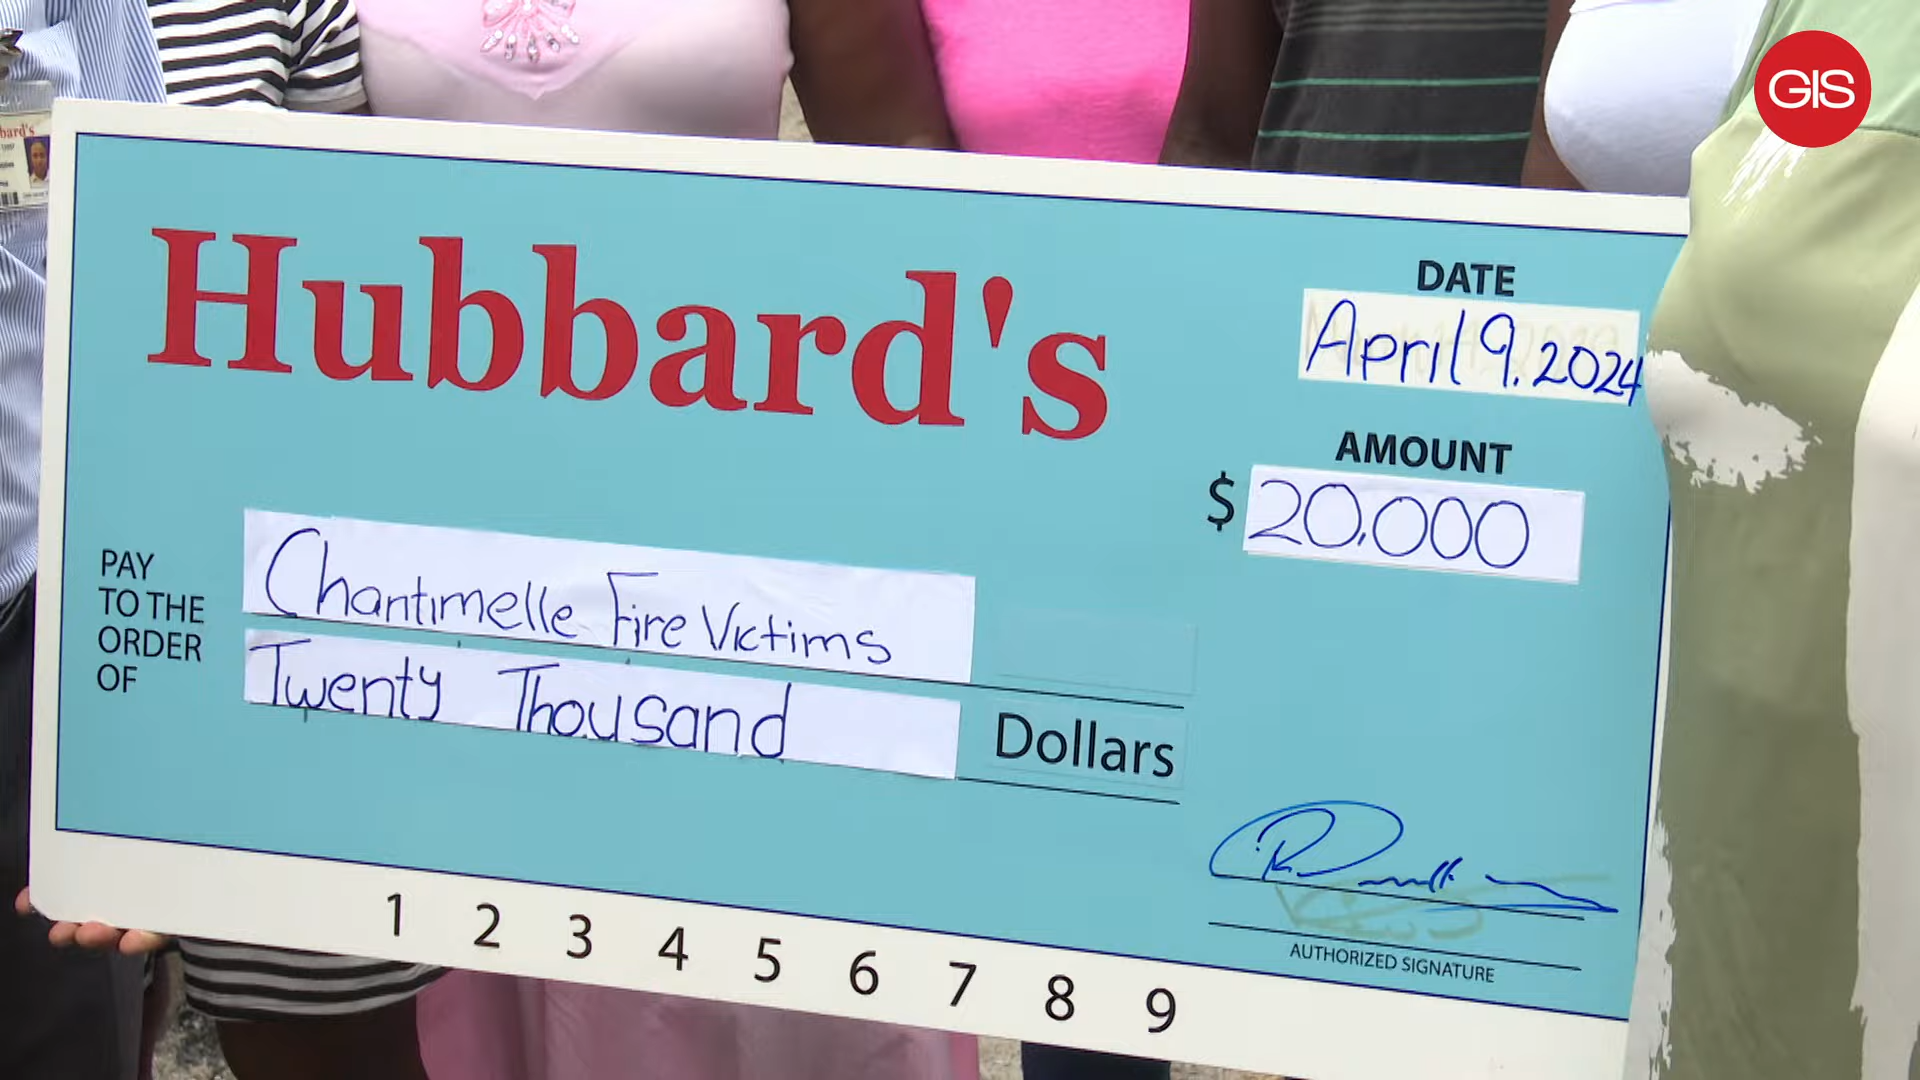 GIS
bard's
Hubbard's
DATE
April 9. 2024
AMOUNT
$ 20.000
PAY
TO THE
ORDER
OF
Chantimelle Fire Victims
Twenty Thousand Dollars
AUTHORIZED SIGNATURE
1 2 3 4 5 6 7 8 9